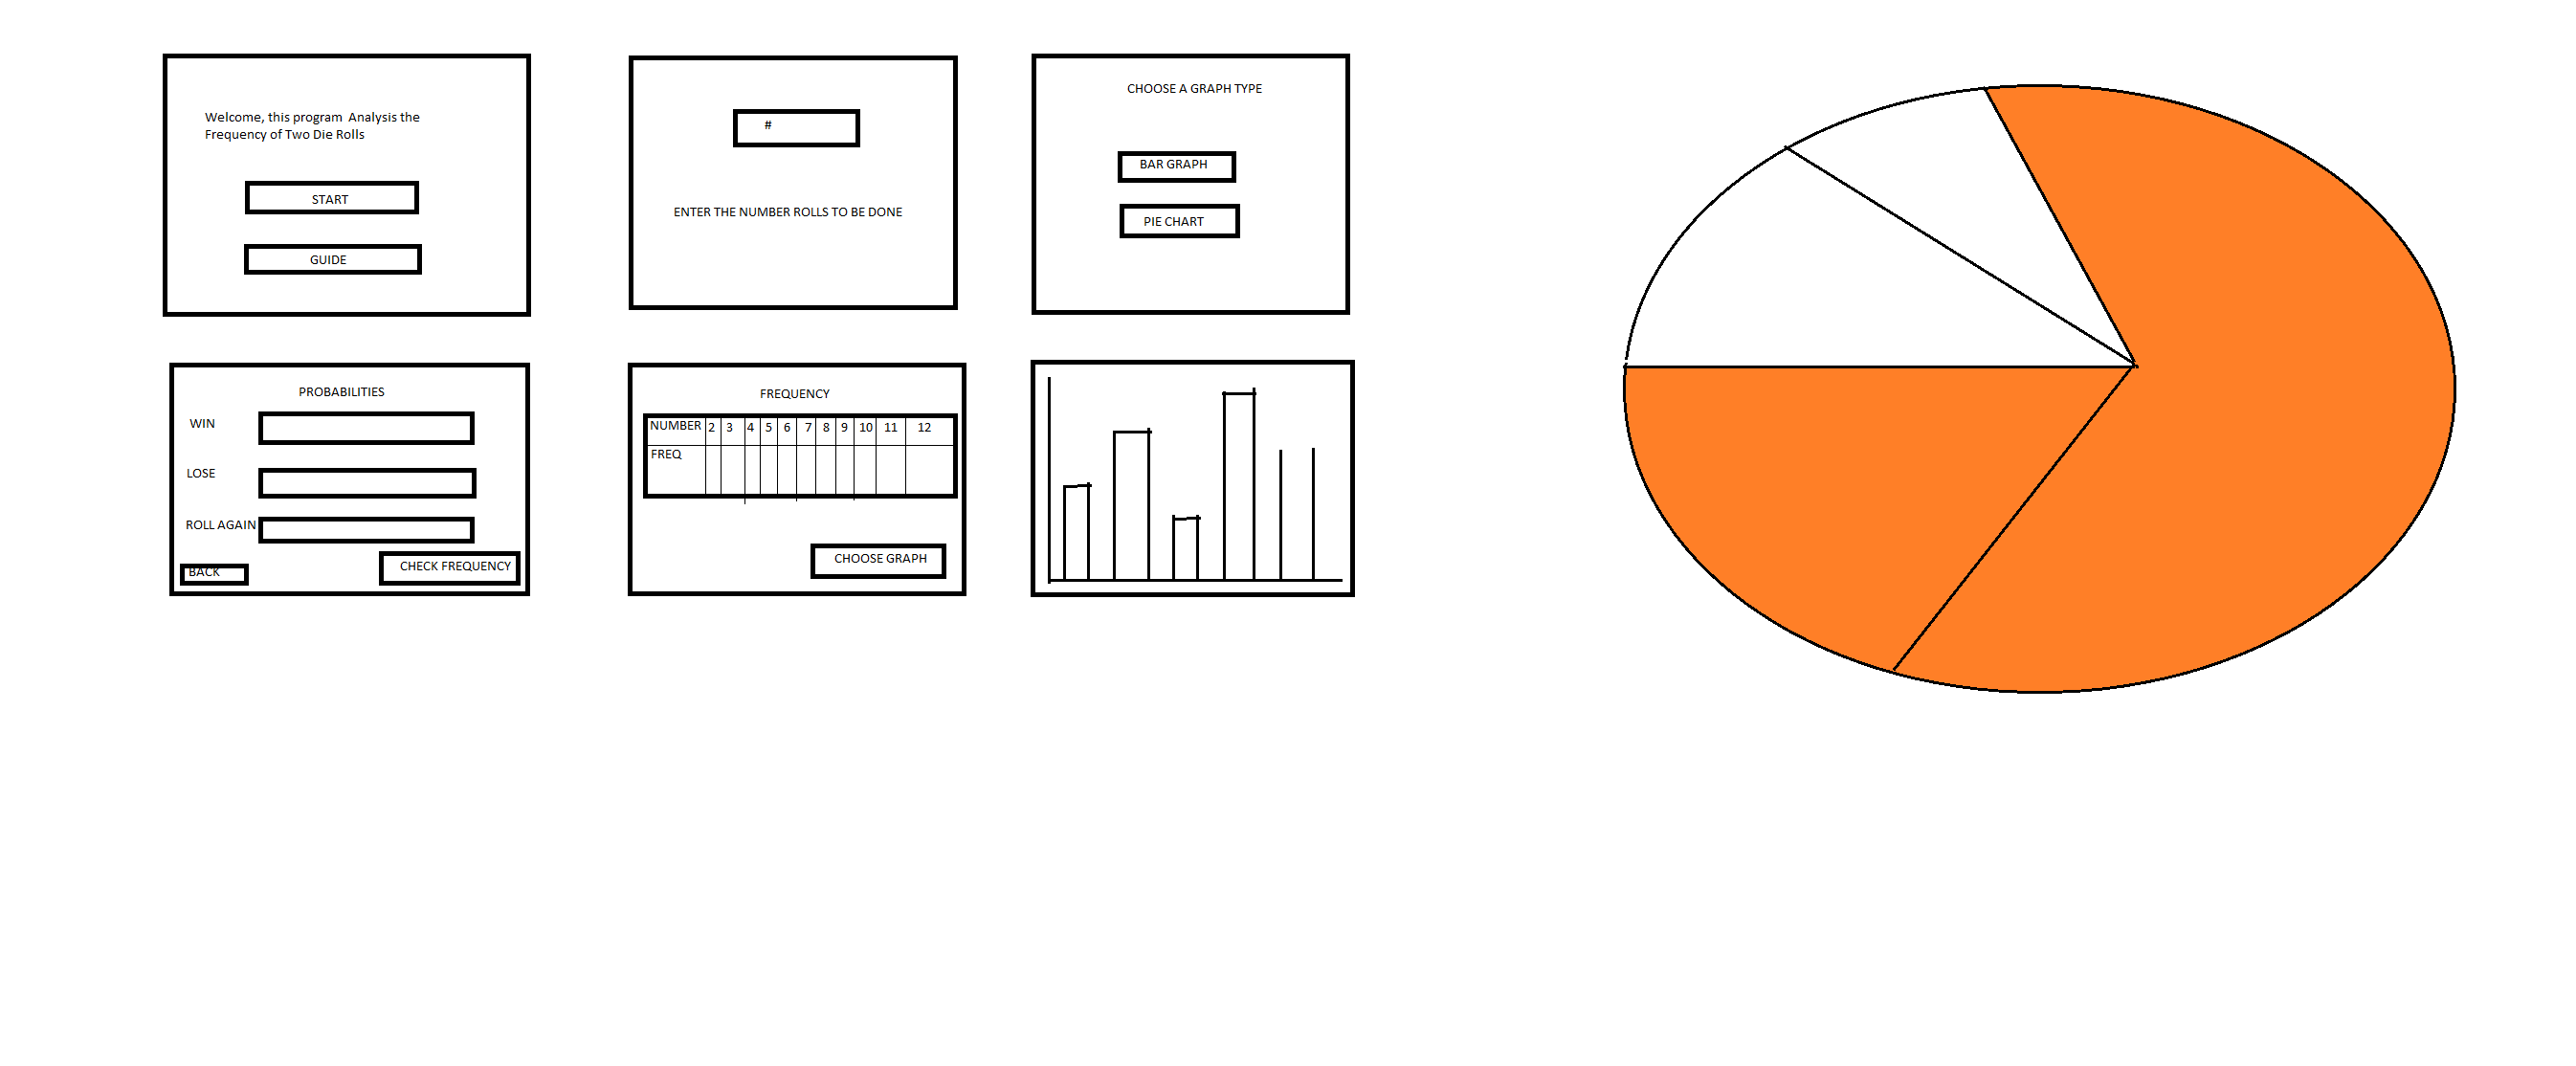 Welcome, this program  Analysis the
Frequency of Two Die Rolls
START
GUIDE
#
ENTER THE NUMBER ROLLS TO BE DONE
CHOOSE A GRAPH TYPE
BAR GRAPH
PIE CHART
PROBABILITIES
WIN
LOSE
ROLL AGAIN
BACK
CHECK FREQUENCY
FREQUENCY
NUMBER 2 3 4 5 6 7 8 9 10 11 12
FREQ
CHOOSE GRAPH